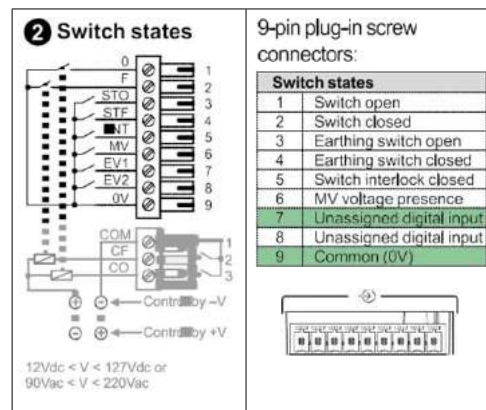 2 Switch states
O 1
F 2
STO 3
STF 4
NT 5
MV 6
EV1 7
EV2 8
0V 9
COM 1
CF 2
CO 3
Control by –V
Control by +V
12Vdc < V < 127Vdc or
90Vac < V < 220Vac
9-pin plug-in screw
connectors:
Switch states
1 Switch open
2 Switch closed
3 Earthing switch open
4 Earthing switch closed
5 Switch interlock closed
6 MV voltage presence
7 Unassigned digital input
8 Unassigned digital input
9 Common (0V)